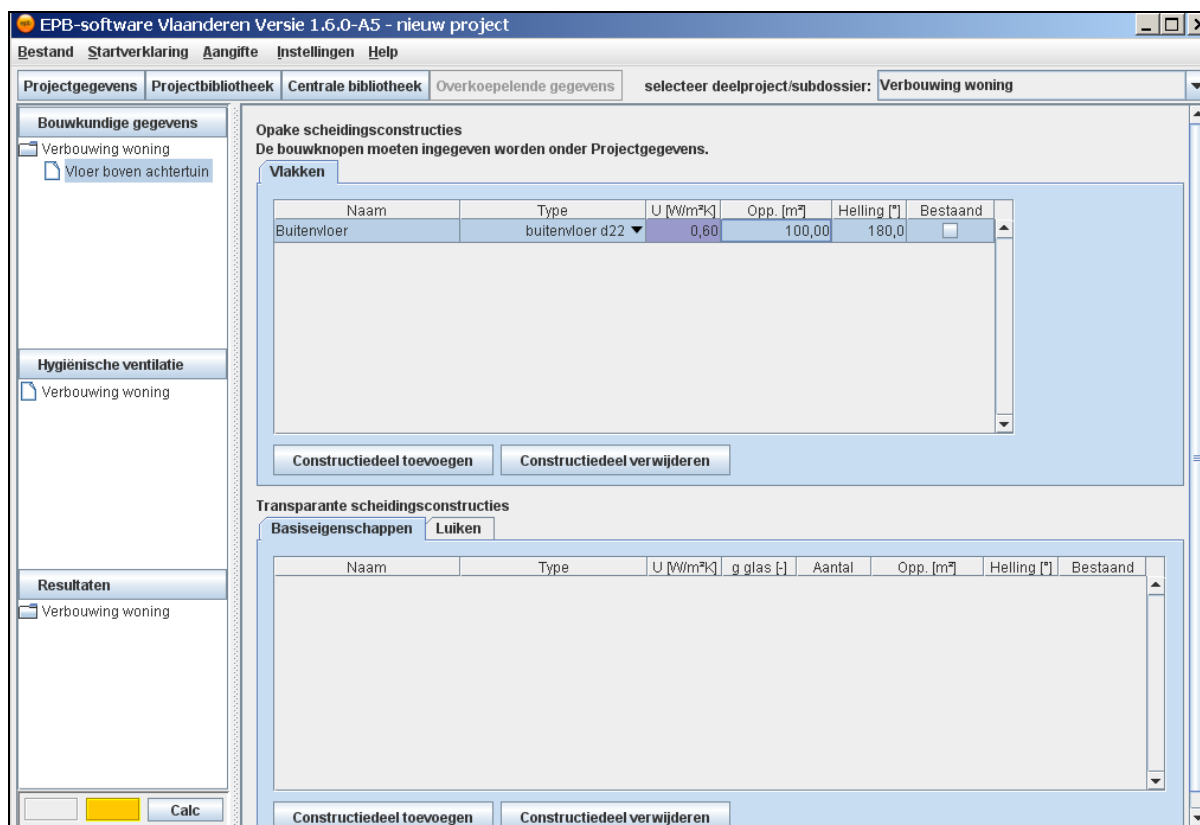 EPB-software Vlaanderen Versie 1.6.0-A5 - nieuw project
Bestand Startverklaring Aangifte Instellingen Help
Projectgegevens Projectbibliotheek Centrale bibliotheek Overkoepelende gegevens selecteer deelproject/subdossier: Verbouwing woning
Bouwkundige gegevens
Verbouwing woning
Vloer boven achtertuin
Hygiënische ventilatie
Verbouwing woning
Resultaten
Verbouwing woning
Calc
Opake scheidingsconstructies
De bouwknopen moeten ingegeven worden onder Projectgegevens.
Vlakken
Naam Type U [W/m²K] Opp. [m²] Helling [°] Bestaand
Buitenvloer buitenvloer d22 0,60 100,00 180,0
Constructiedeel toevoegen Constructiedeel verwijderen
Transparante scheidingsconstructies
Basiseigenschappen Luiken
Naam Type U [W/m²K] g glas [-] Aantal Opp. [m²] Helling [°] Bestaand
Constructiedeel toevoegen Constructiedeel verwijderen